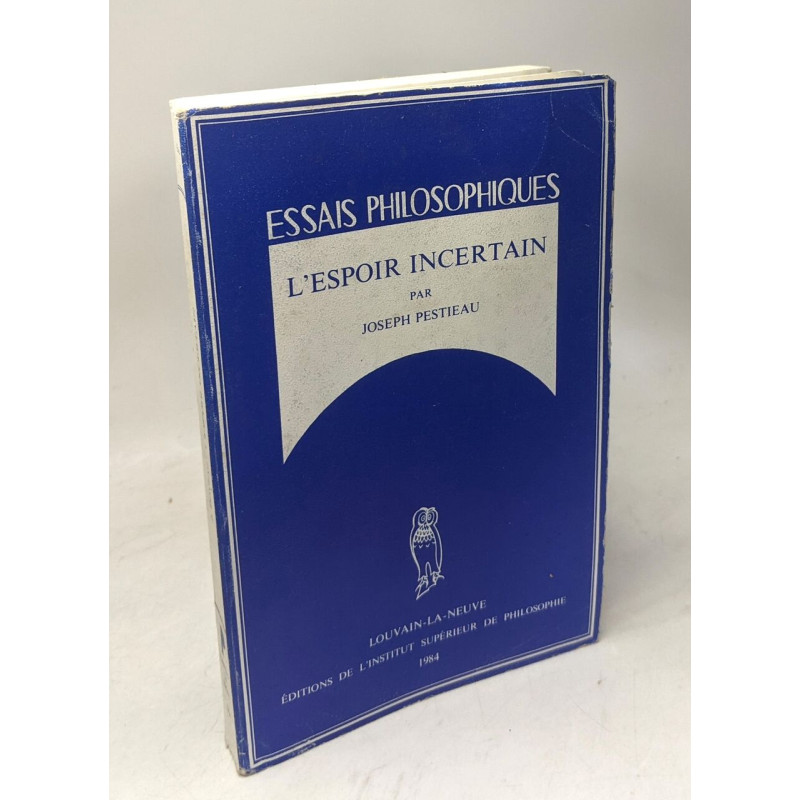 ESSAIS PHILOSOPHIQUES
L'ESPOIR INCERTAIN
PAR
JOSEPH PESTIEAU
LOUVAIN-LA-NEUVE
ÉDITIONS DE L'INSTITUT SUPÉRIEUR DE PHILOSOPHIE
1984